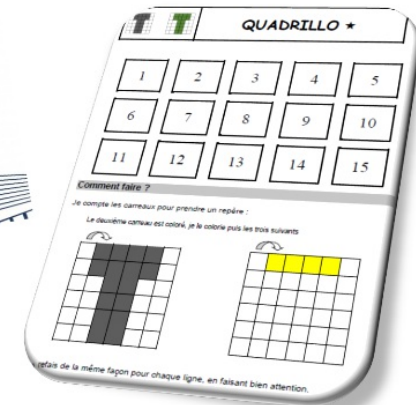 QUADRILLO ★
1 2 3 4 5
6 7 8 9 10
11 12 13 14 15
Comment faire ?
Je compte les carreaux pour prendre un repère :
Le deuxième carreau est coloré, je le colorie puis les trois suivants
refais de la même façon pour chaque ligne, en faisant bien attention.